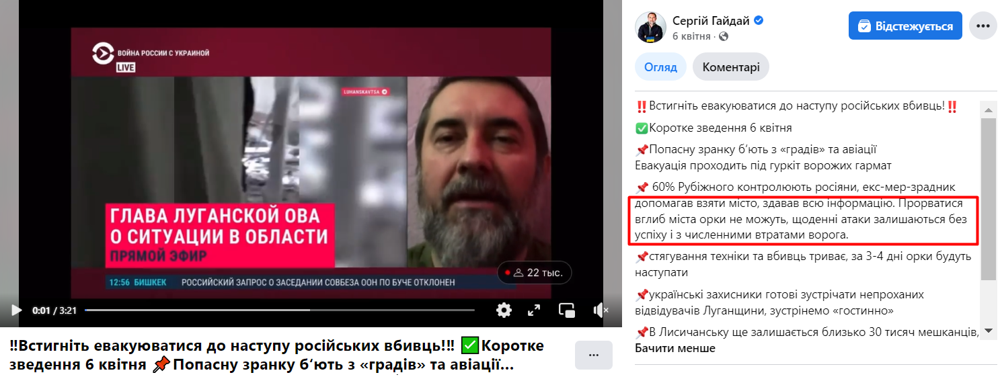 ВОЙНА РОССИИ С УКРАИНОЙ
LIVE
LUHANSKAVTSA
ГЛАВА ЛУГАНСКОЙ ОВА
О СИТУАЦИИ В ОБЛАСТИ
ПРЯМОЙ ЭФИР
22 тыс.
12:56 БИШКЕК РОССИЙСКИЙ ЗАПРОС О ЗАСЕДАНИИ СОВБЕЗА ООН ПО БУЧЕ ОТКЛОНЕН
0:01 / 3:21
‼Встигніть евакуюватися до наступу російських вбивць!‼ ✅Коротке
зведення 6 квітня 📌Попасну зранку б‘ють з «градів» та авіації...
...
Сергій Гайдай
6 квітня ·
Відстежується
Огляд
Коментарі
‼Встигніть евакуюватися до наступу російських вбивць!‼
✅Коротке зведення 6 квітня
📌Попасну зранку б‘ють з «градів» та авіації
Евакуація проходить під гуркіт ворожих гармат
📌 60% Рубіжного контролюють росіяни, екс-мер-зрадник
допомагав взяти місто, здавав всю інформацію. Прорватися
вглиб міста орки не можуть, щоденні атаки залишаються без
успіху і з численними втратами ворога.
📌стягування техніки та вбивць триває, за 3-4 дні орки будуть
наступати
📌українські захисники готові зустрічати непроханих
відвідувачів Луганщини, зустрінемо «гостинно»
📌В Лисичанську ще залишається близько 30 тисяч мешканців,
Бачити менше